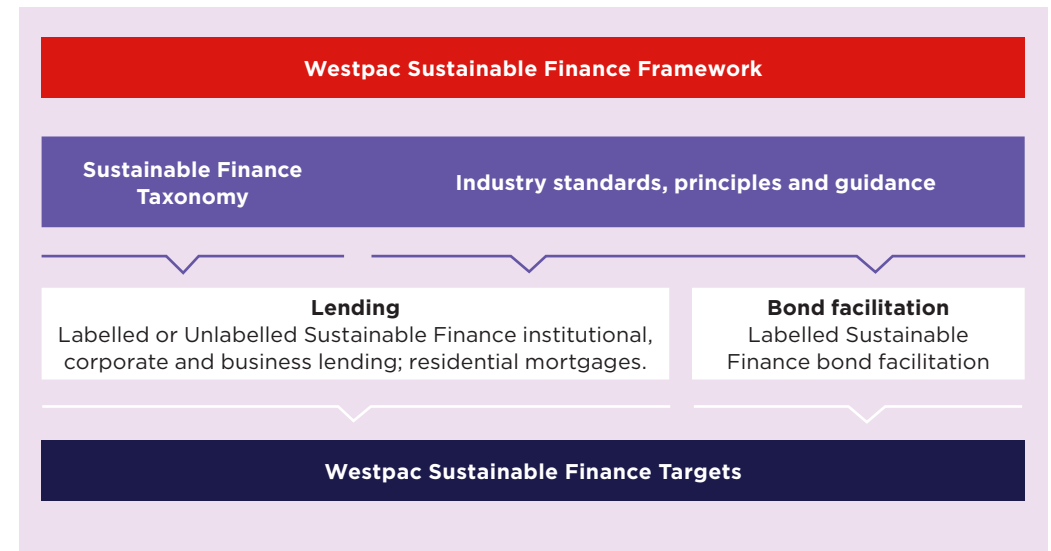 Westpac Sustainable Finance Framework
Sustainable Finance
Taxonomy
Industry standards, principles and guidance
Lending
Labelled or Unlabelled Sustainable Finance institutional,
corporate and business lending; residential mortgages.
Bond facilitation
Labelled Sustainable
Finance bond facilitation
Westpac Sustainable Finance Targets